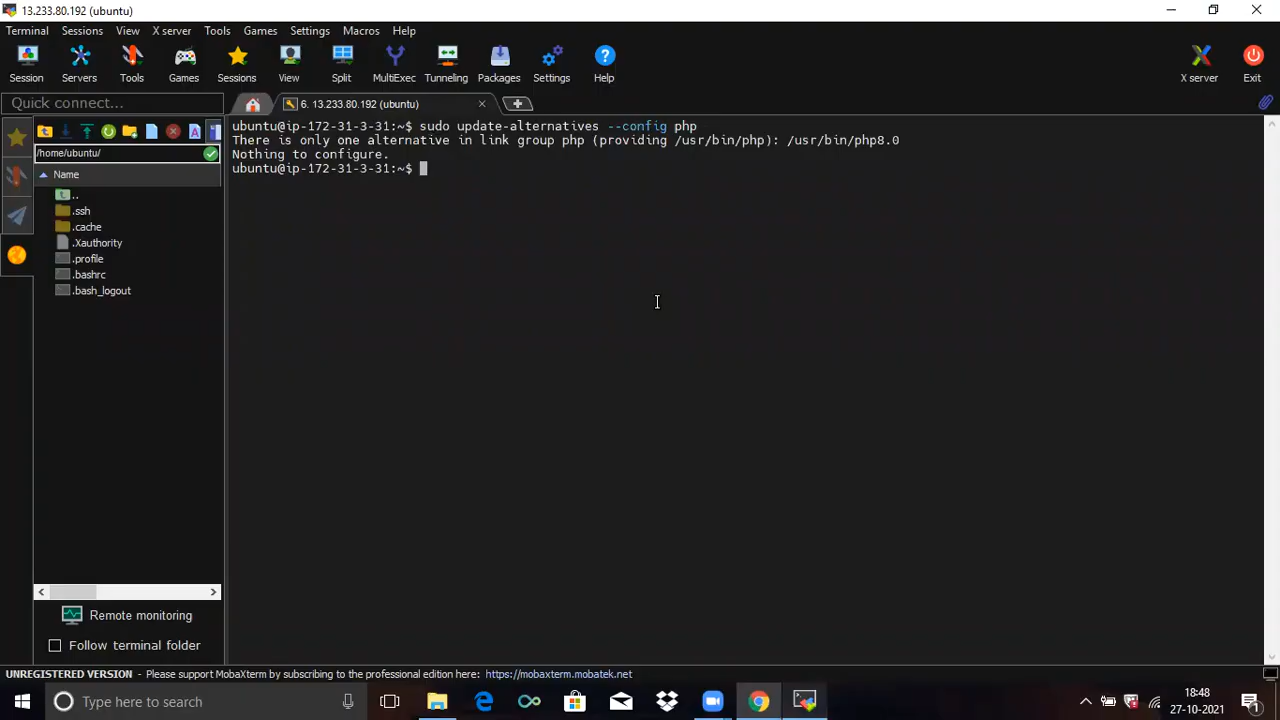 13.233.80.192 (ubuntu)
Terminal Sessions View X server Tools Games Settings Macros Help
Session Servers Tools Games Sessions View Split MultiExec Tunneling Packages Settings Help X server Exit
Quick connect...
6. 13.233.80.192 (ubuntu)
/home/ubuntu/
Name
..
.ssh
.cache
.Xauthority
.profile
.bashrc
.bash_logout
ubuntu@ip-172-31-3-31:~$ sudo update-alternatives --config php
There is only one alternative in link group php (providing /usr/bin/php): /usr/bin/php8.0
Nothing to configure.
ubuntu@ip-172-31-3-31:~$
Remote monitoring
Follow terminal folder
UNREGISTERED VERSION - Please support MobaXterm by subscribing to the professional edition here: https://mobaxterm.mobatek.net
Type here to search
18:48
27-10-2021
1